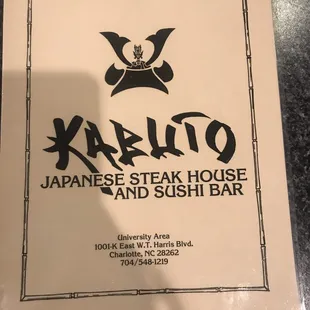 KABUTO
JAPANESE STEAK HOUSE
AND SUSHI BAR
University Area
1001-K East W.T. Harris Blvd.
Charlotte, NC 28262
704/548-1219